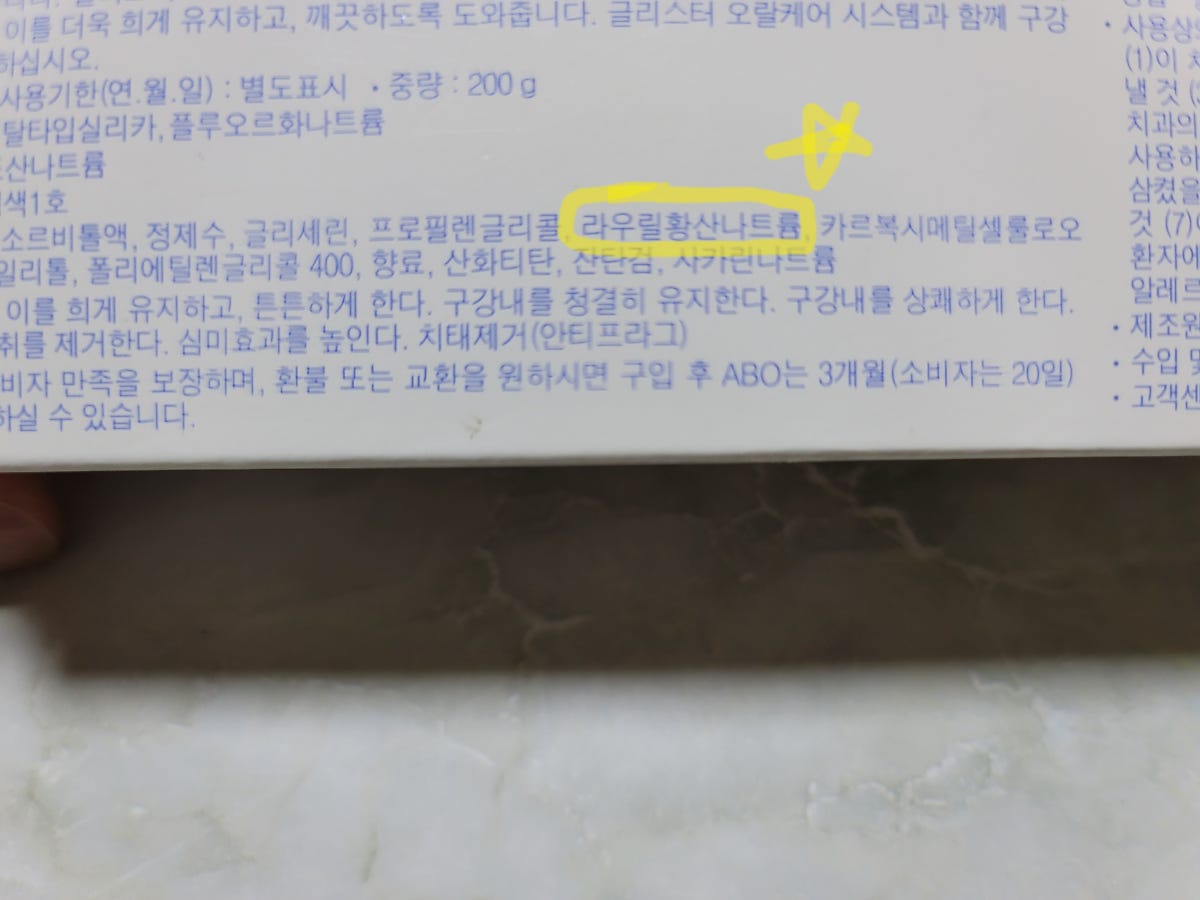 이를 더욱 희게 유지하고, 깨끗하도록 도와줍니다. 글리스터 오랄케어 시스템과 함께 구강
하십시오.
사용기한(연.월.일) : 별도표시 • 중량 : 200 g
탈타입실리카, 플루오르화나트륨
산나트륨
색1호
소르비톨액, 정제수, 글리세린, 프로필렌글리콜, 라우릴황산나트륨, 카르복시메틸셀룰로오
일리톨, 폴리에틸렌글리콜 400, 향료, 산화티탄, 잔탄검, 사카린나트륨
이를 희게 유지하고, 튼튼하게 한다. 구강내를 청결히 유지한다. 구강내를 상쾌하게 한다.
취를 제거한다. 심미효과를 높인다. 치태제거(안티프라그)
비자 만족을 보장하며, 환불 또는 교환을 원하시면 구입 후 ABO는 3개월(소비자는 20일)
하실 수 있습니다.
• 사용상의
(1)이 치
낼 것
치과의
사용하
삼켰을
것 (7)
환자에
알레르
• 제조원
• 수입 및
• 고객센